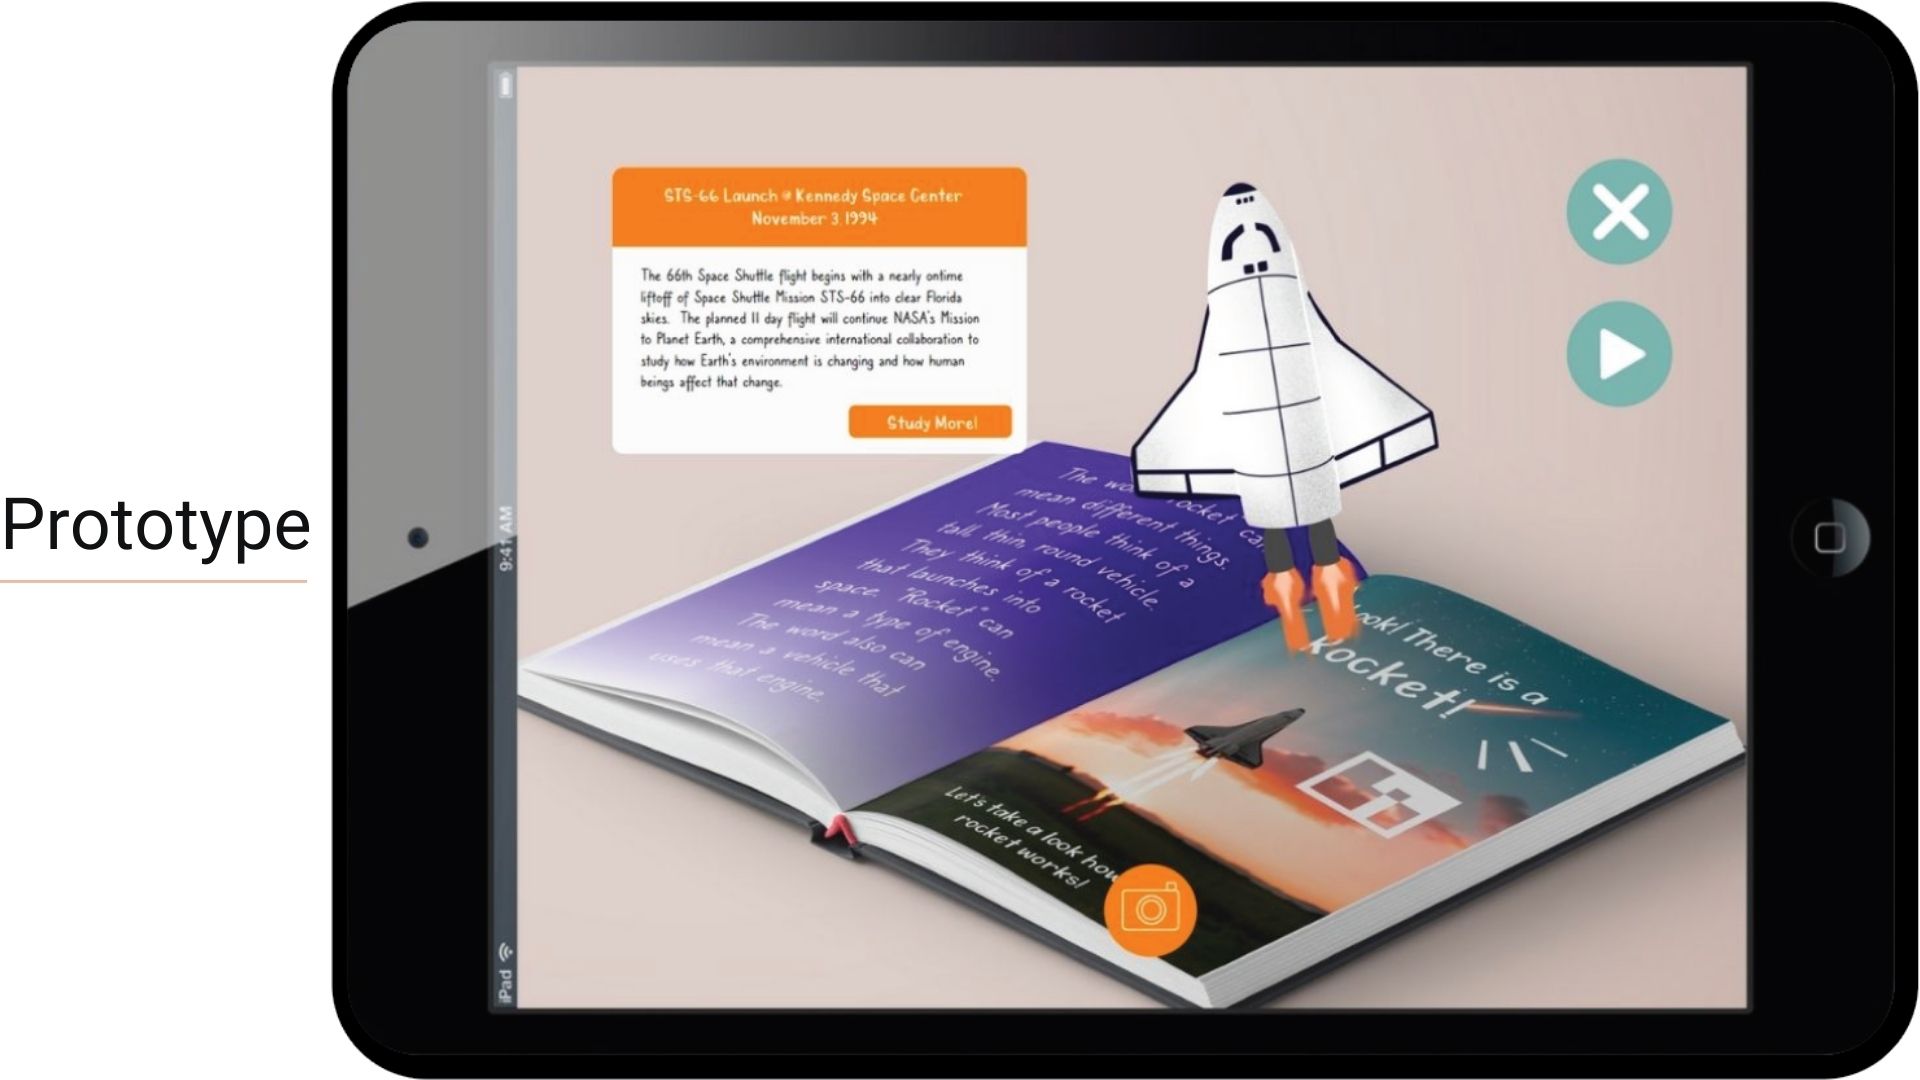 Prototype
9:41 AM
iPad
STS-66 Launch @ Kennedy Space Center
November 3, 1994
The 66th Space Shuttle flight begins with a nearly ontime
liftoff of Space Shuttle Mission STS-66 into clear Florida
skies. The planned 11 day flight will continue NASA's Mission
to Planet Earth, a comprehensive international collaboration to
study how Earth's environment is changing and how human
beings affect that change.
Study More!
The
mean different things.
Most people think of a
tall, thin, round vehicle.
They think of a rocket
that launches into
space. "Rocket" can
mean a type of engine.
The word also can
mean a vehicle that
uses that engine.
There is a
Rocket!
Let's take a look how
rocket works!